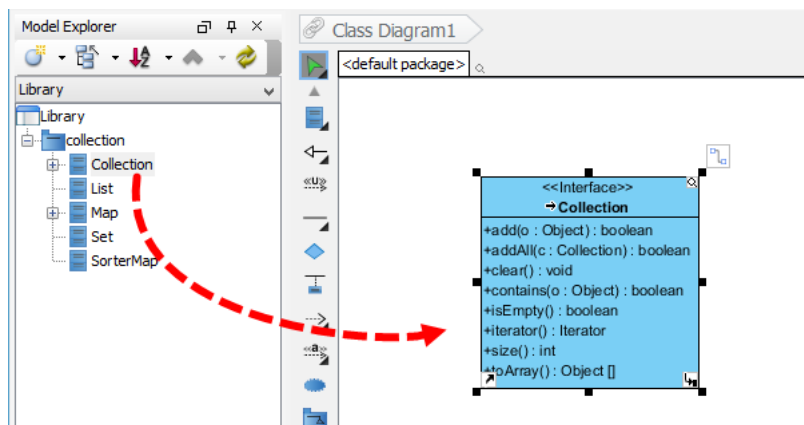 Model Explorer
Library
Library
collection
Collection
List
Map
Set
SorterMap
Class Diagram1
<default package>
<<u>>
<<a>>
<<Interface>>
Collection
+add(o : Object) : boolean
+addAll(c : Collection) : boolean
+clear() : void
+contains(o : Object) : boolean
+isEmpty() : boolean
+iterator() : Iterator
+size() : int
+toArray() : Object []